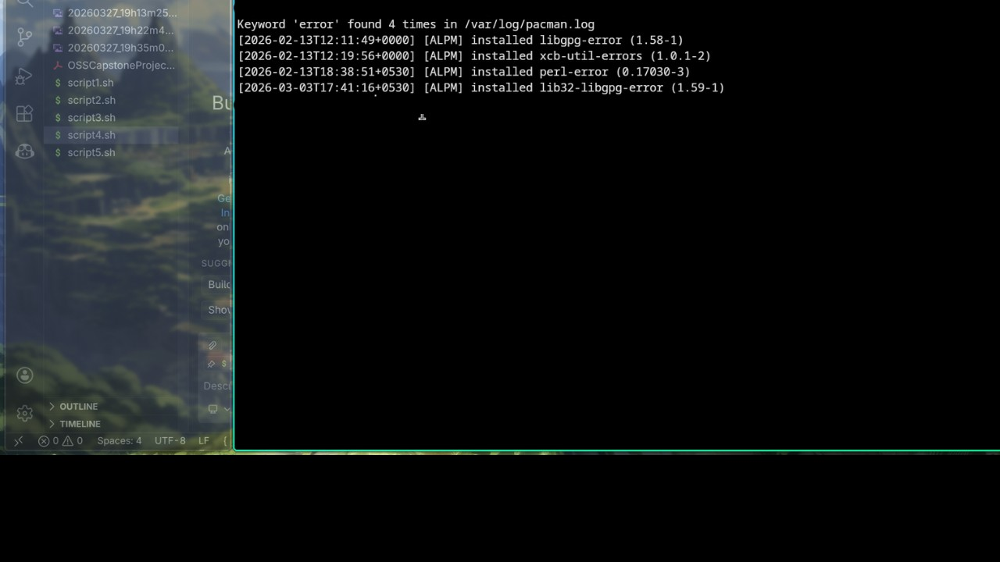 20260327_19h13m25...
20260327_19h22m4...
20260327_19h35m0...
OSSCapstoneProjec...
$ script1.sh
$ script2.sh
$ script3.sh
$ script4.sh
$ script5.sh
Bu
A
Ge
In
on
yo
SUGG
Build
Show
$
Descri
OUTLINE
TIMELINE
0 0 Spaces: 4 UTF-8 LF {
Keyword 'error' found 4 times in /var/log/pacman.log
[2026-02-13T12:11:49+0000] [ALPM] installed libgpg-error (1.58-1)
[2026-02-13T12:19:56+0000] [ALPM] installed xcb-util-errors (1.0.1-2)
[2026-02-13T18:38:51+0530] [ALPM] installed perl-error (0.17030-3)
[2026-03-03T17:41:16+0530] [ALPM] installed lib32-libgpg-error (1.59-1)